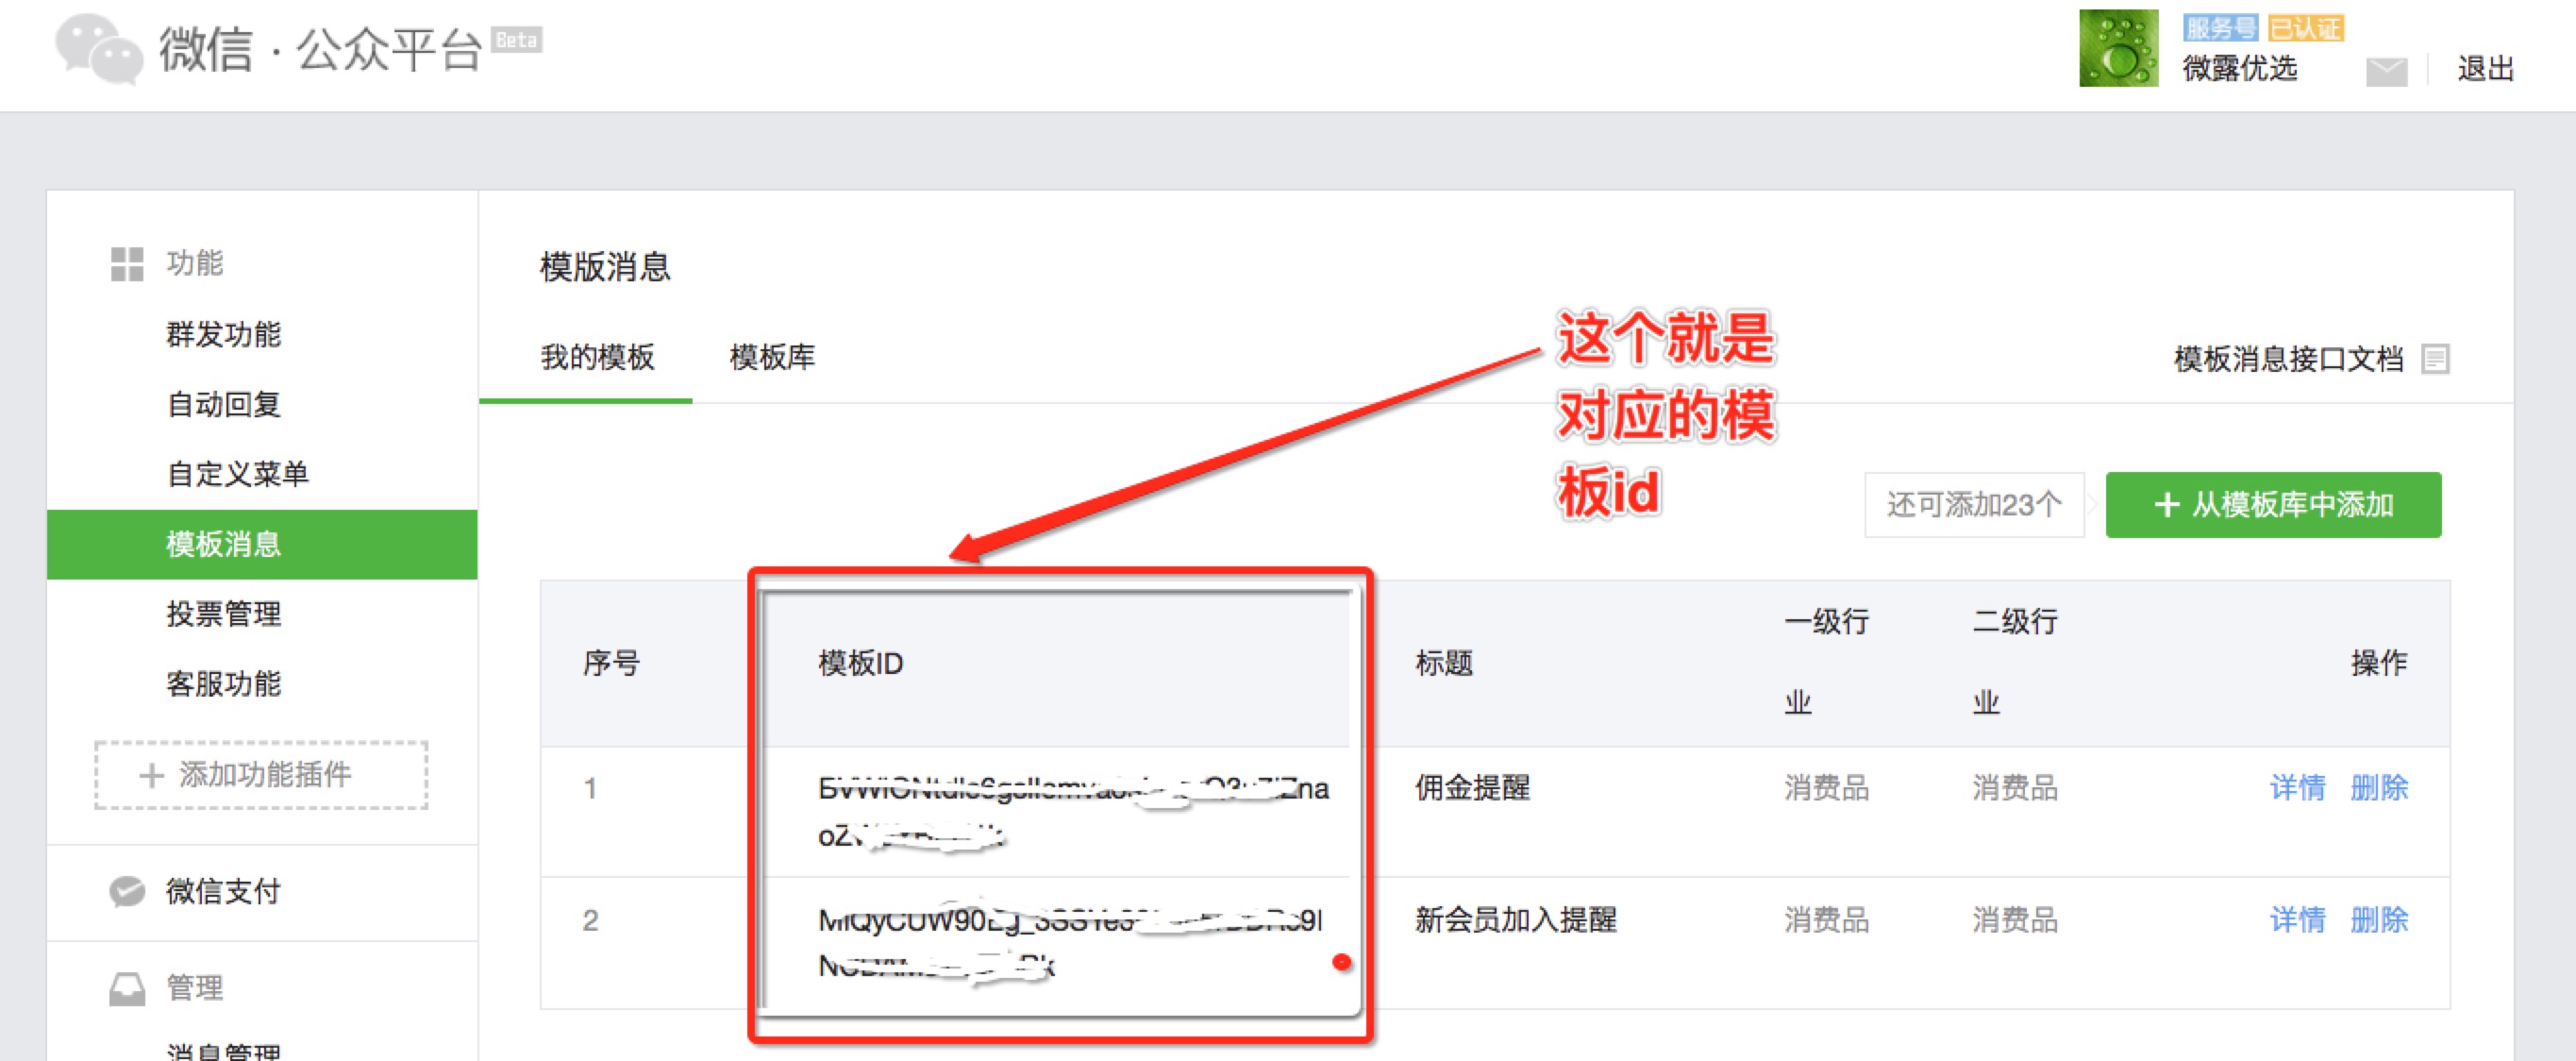 微信·公众平台 Beta
服务号 已认证
微露优选
退出
功能
群发功能
自动回复
自定义菜单
模板消息
投票管理
客服功能
+ 添加功能插件
微信支付
管理
消息管理
模版消息
我的模板 模板库
模板消息接口文档
这个就是
对应的模
板id
还可添加23个
+ 从模板库中添加
序号 模板ID 标题 一级行业 二级行业 操作
1 佣金提醒 消费品 消费品 详情 删除
2 新会员加入提醒 消费品 消费品 详情 删除